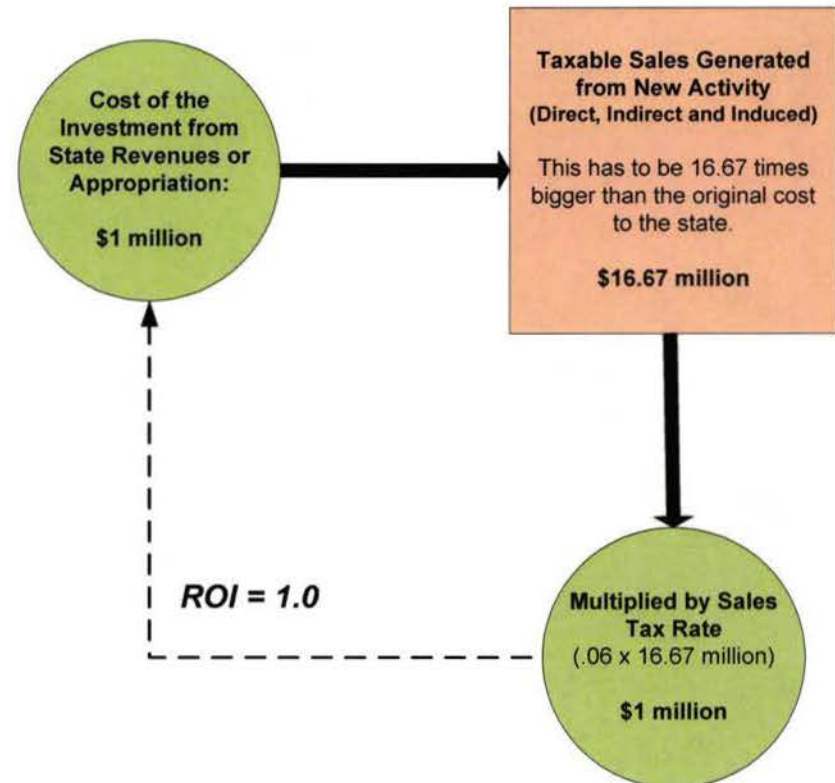 Cost of the
Investment from
State Revenues or
Appropriation:
$1 million
Taxable Sales Generated
from New Activity
(Direct, Indirect and Induced)
This has to be 16.67 times
bigger than the original cost
to the state.
$16.67 million
ROI = 1.0
Multiplied by Sales
Tax Rate
(.06 x 16.67 million)
$1 million